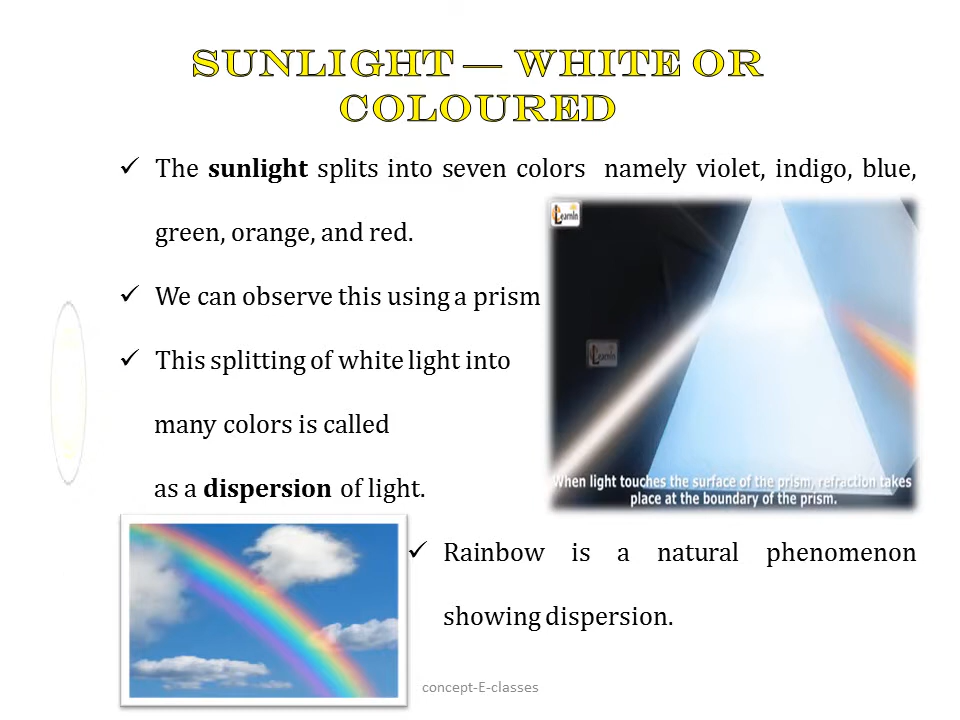 SUNLIGHT — WHITE OR
COLOURED
✓ The sunlight splits into seven colors namely violet, indigo, blue,
green, orange, and red.
✓ We can observe this using a prism
✓ This splitting of white light into
many colors is called
as a dispersion of light.
LearnIn
LearnIn
When light touches the surface of the prism, refraction takes
place at the boundary of the prism.
✓ Rainbow is a natural phenomenon
showing dispersion.
concept-E-classes